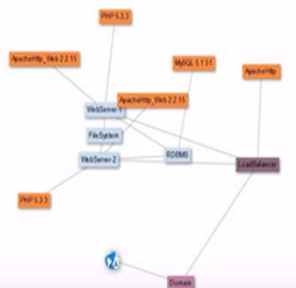 PHP 5.3.3
ApacheHttp_Web 2.2.15
MySQL 5.1.51
ApacheHttp
WebServer-1
ApacheHttp_Web 2.2.15
FileSystem
WebServer-2
RDBMS
LoadBalancer
PHP 5.3.3
Domain